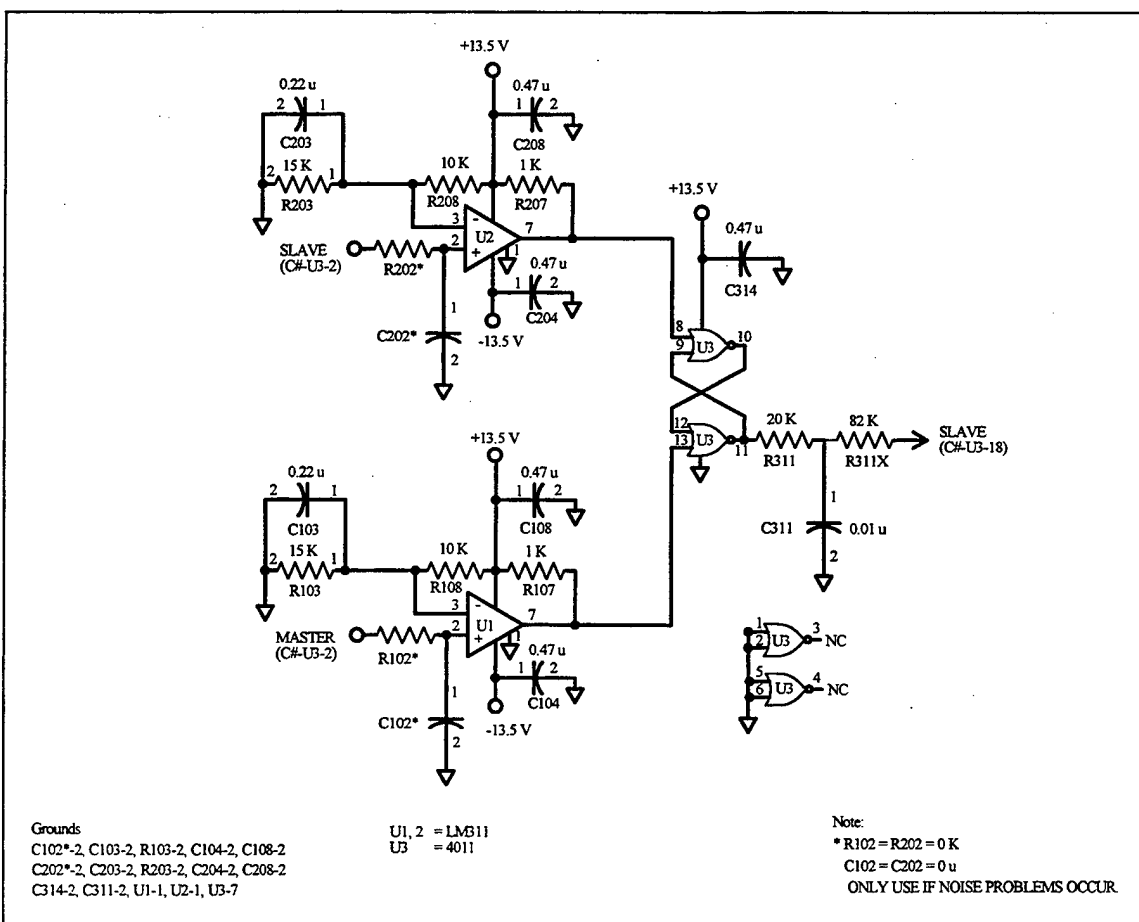 +13.5 V
0.22 u
2 1
C203
15 K
2 1
R203
0.47 u
1 2
C208
10 K
R208
1 K
R207
3 -
U2
7
2 +
1
SLAVE
(C#-U3-2)
R202*
0.47 u
1 2
C204
-13.5 V
1
C202*
2
+13.5 V
0.47 u
C314
8
9
U3
10
12
13
U3
11
20 K
R311
82 K
R311X
SLAVE
(C#-U3-18)
1
C311
0.01 u
2
+13.5 V
0.22 u
2 1
C103
15 K
2 1
R103
0.47 u
1 2
C108
10 K
R108
1 K
R107
3 -
U1
7
2 +
1
MASTER
(C#-U3-2)
R102*
0.47 u
1 2
C104
-13.5 V
1
C102*
2
1
2
U3
3
NC
5
6
U3
4
NC
Grounds
C102*-2, C103-2, R103-2, C104-2, C108-2
C202*-2, C203-2, R203-2, C204-2, C208-2
C314-2, C311-2, U1-1, U2-1, U3-7
U1, 2 = LM311
U3 = 4011
Note:
* R102 = R202 = 0 K
C102 = C202 = 0 u
ONLY USE IF NOISE PROBLEMS OCCUR.